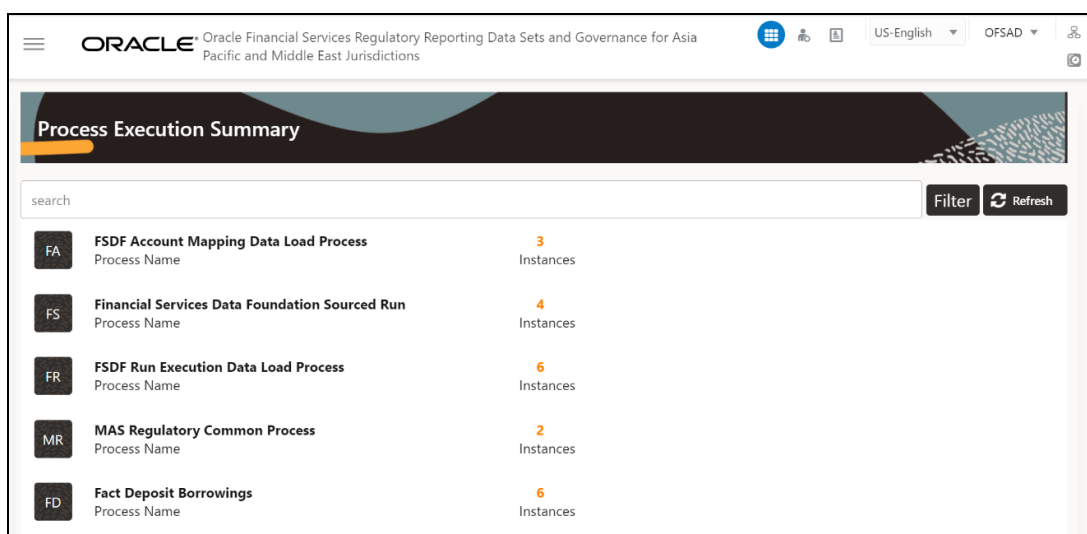 ORACLE® Oracle Financial Services Regulatory Reporting Data Sets and Governance for Asia
Pacific and Middle East Jurisdictions
US-English
OFSAD
Process Execution Summary
search
Filter
Refresh
FA
FSDF Account Mapping Data Load Process
Process Name
3
Instances
FS
Financial Services Data Foundation Sourced Run
Process Name
4
Instances
FR
FSDF Run Execution Data Load Process
Process Name
6
Instances
MR
MAS Regulatory Common Process
Process Name
2
Instances
FD
Fact Deposit Borrowings
Process Name
6
Instances